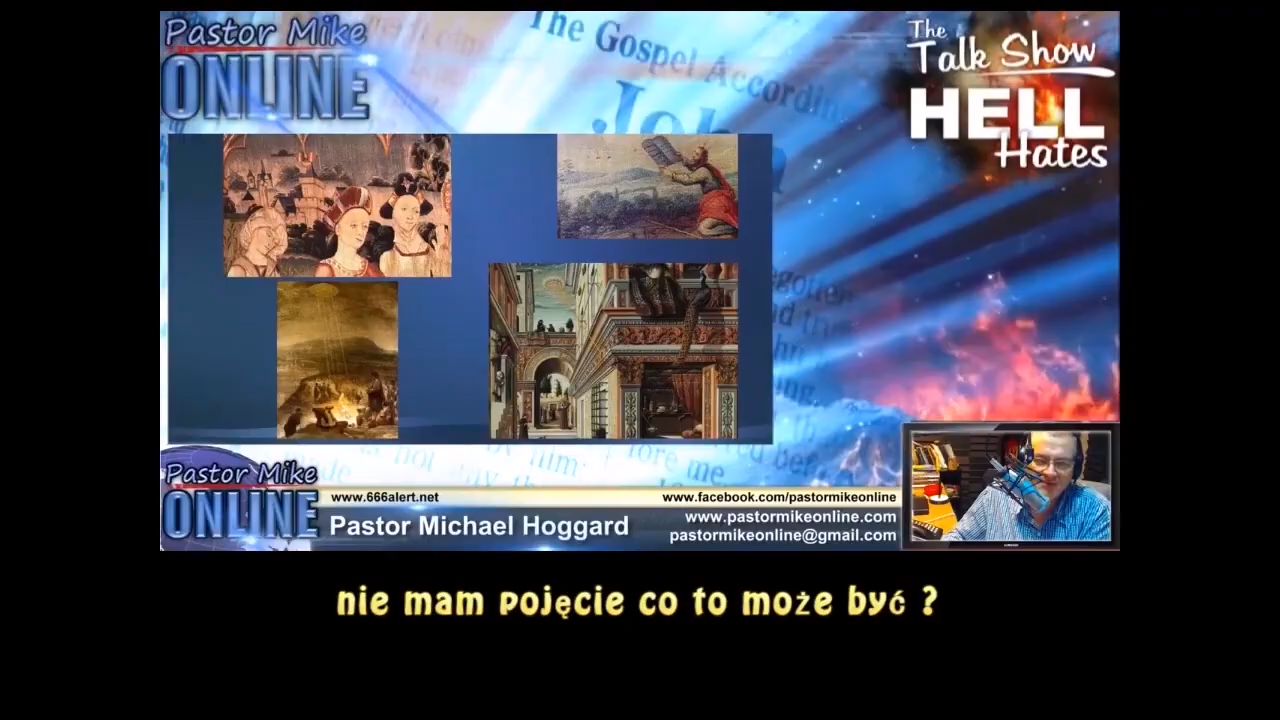 Pastor Mike
ONLINE
The Gospel According
John
The
Talk Show
HELL
Hates
Pastor Mike
ONLINE
www.666alert.net
www.facebook.com/pastormikeonline
Pastor Michael Hoggard
www.pastormikeonline.com
pastormikeonline@gmail.com
nie mam pojęcie co to może być ?